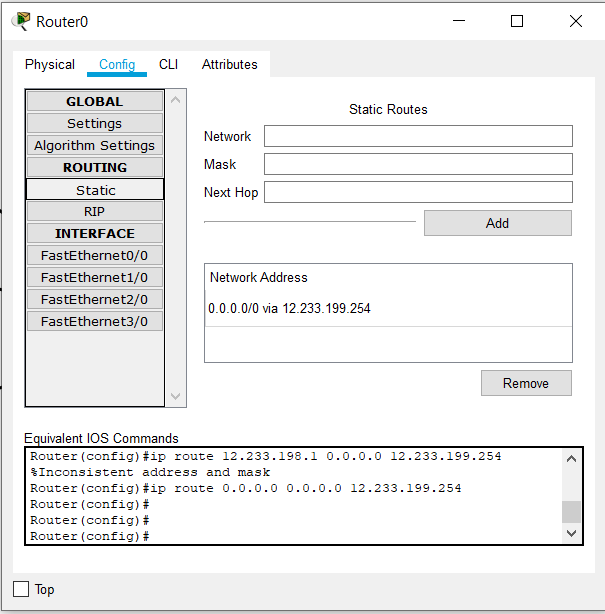 Router0
Physical Config CLI Attributes
GLOBAL
Settings
Algorithm Settings
ROUTING
Static
RIP
INTERFACE
FastEthernet0/0
FastEthernet1/0
FastEthernet2/0
FastEthernet3/0
Static Routes
Network
Mask
Next Hop
Add
Network Address
0.0.0.0/0 via 12.233.199.254
Remove
Equivalent IOS Commands
Router(config)#ip route 12.233.198.1 0.0.0.0 12.233.199.254
%Inconsistent address and mask
Router(config)#ip route 0.0.0.0 0.0.0.0 12.233.199.254
Router(config)#
Router(config)#
Router(config)#
Top